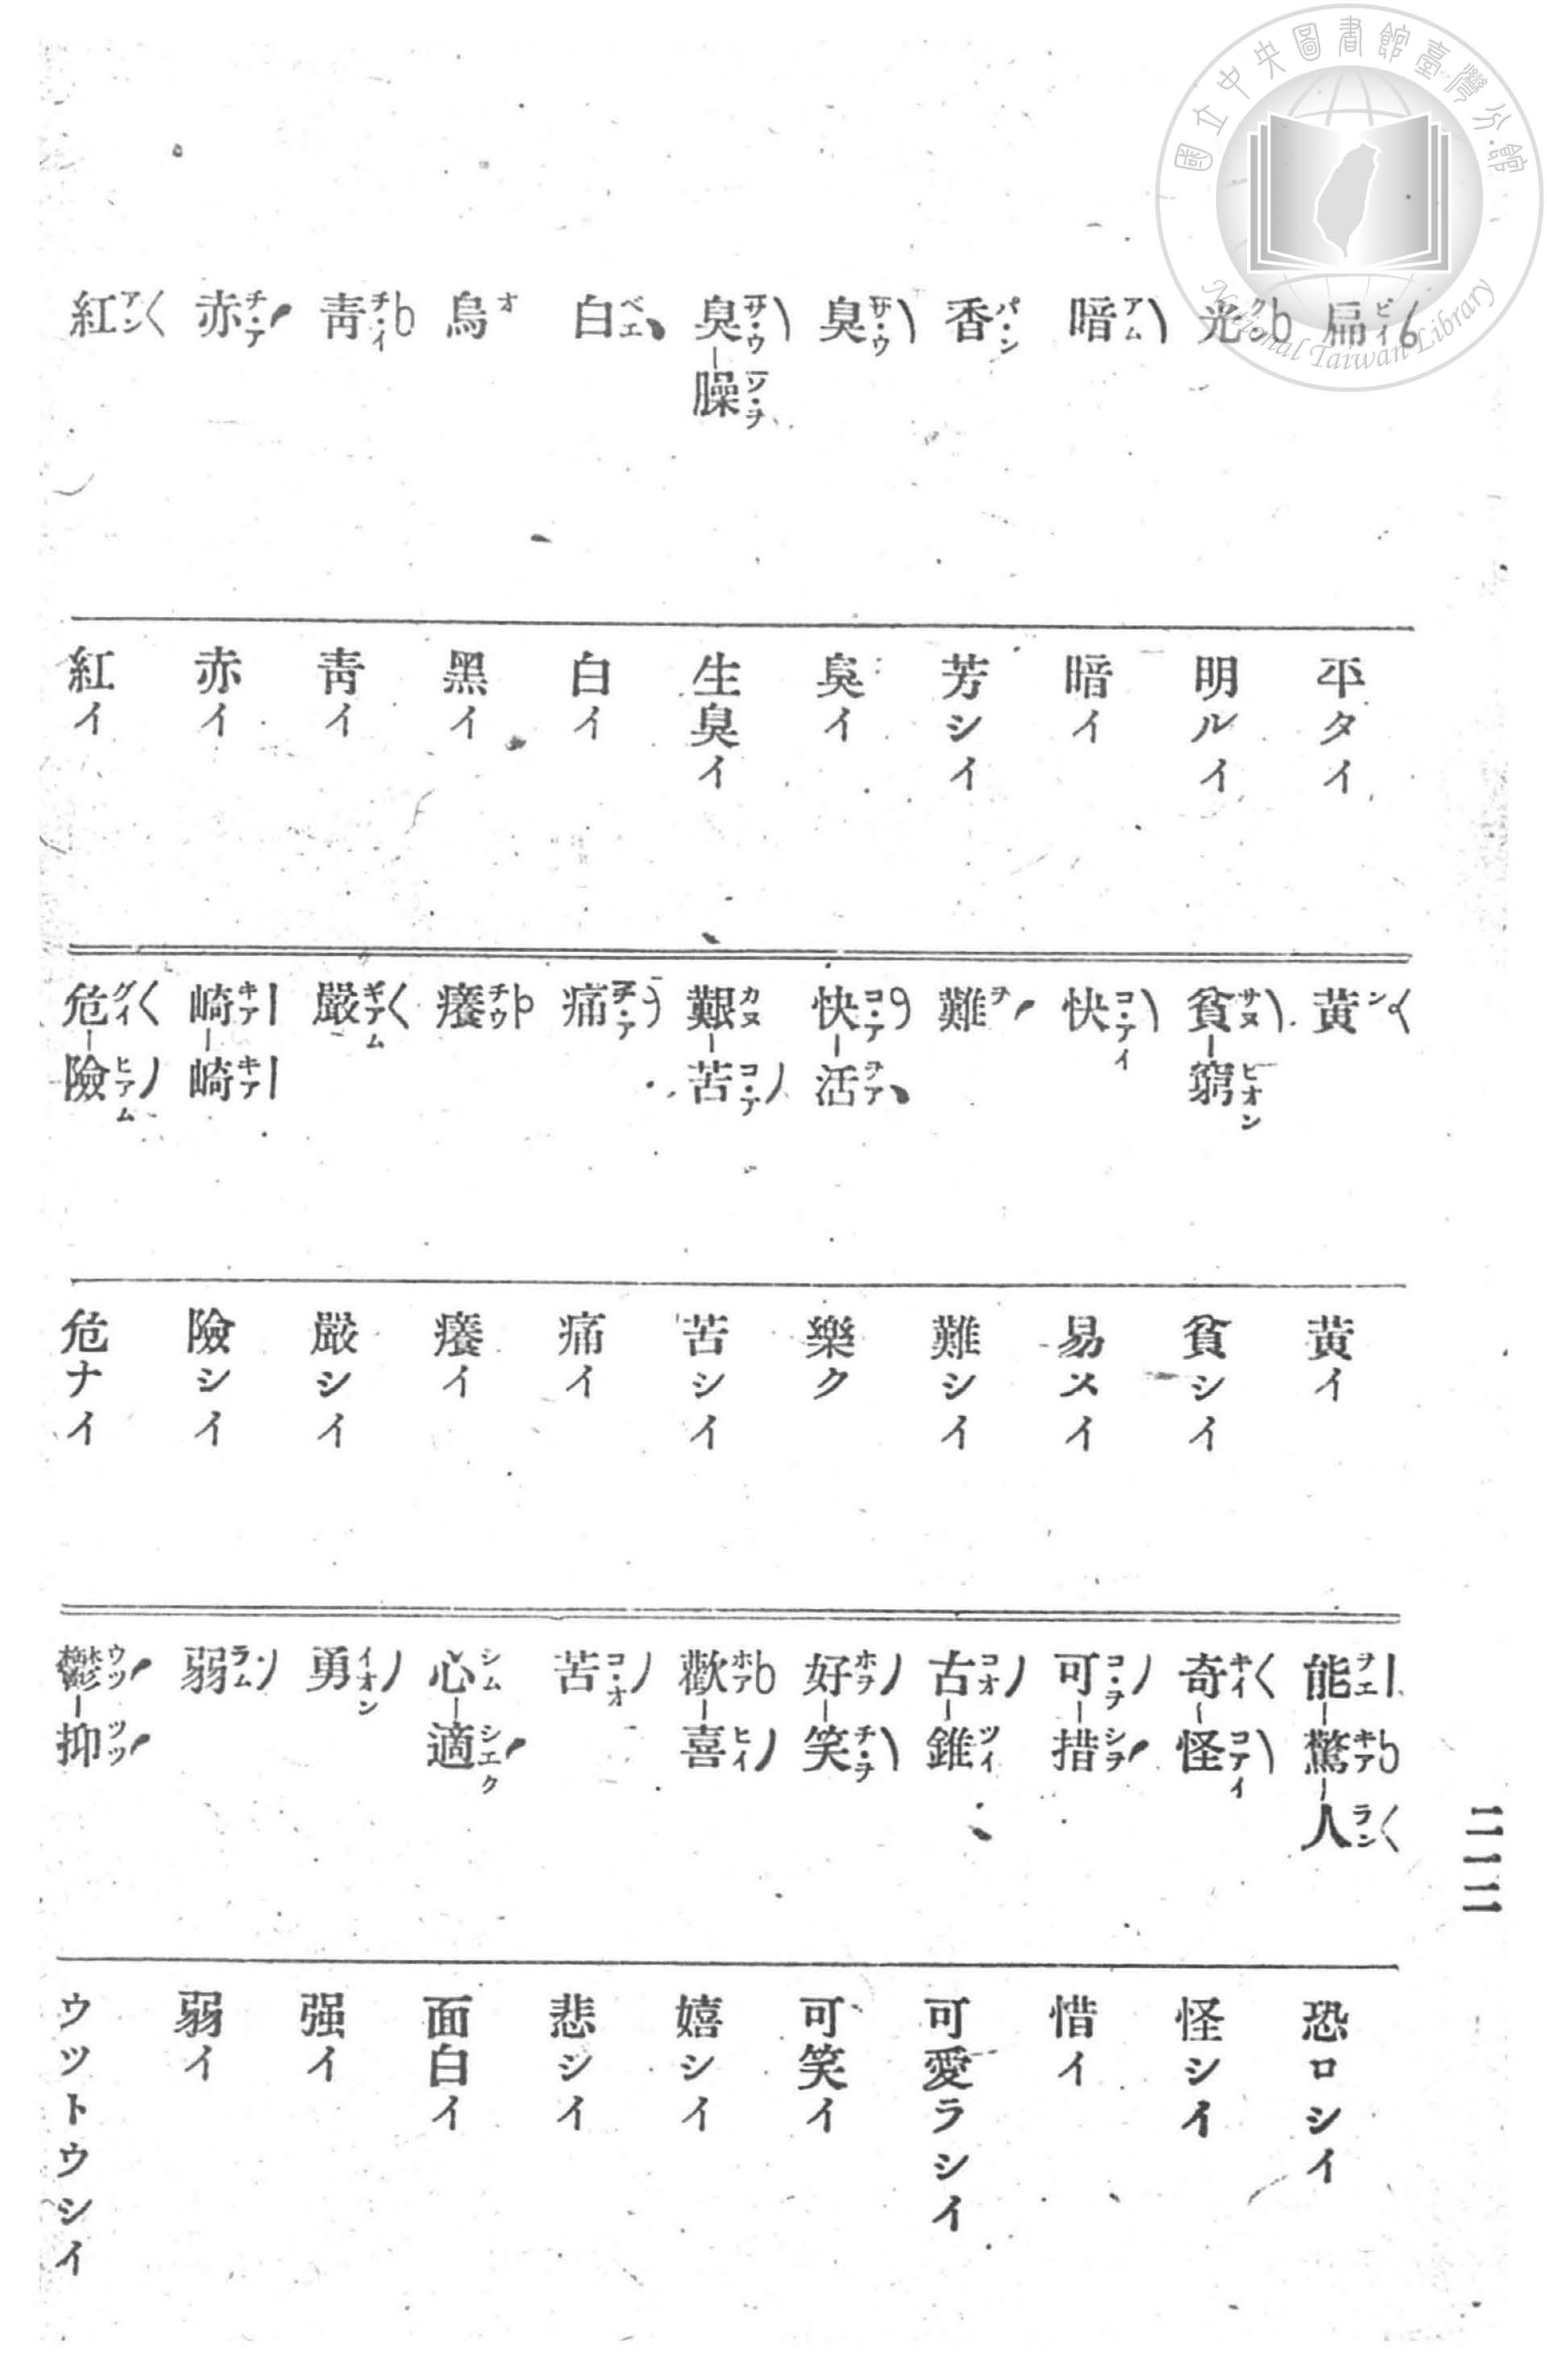 國立中央圖書館臺灣分館
National Taiwan Library
二一二
扁ビイ 平タイ
光クン 明ルイ
暗アム 暗イ
香パ・ン 芳シイ
臭サ・ウ 臭イ
臭サ・ウ-臊ツ・ヲ 生臭イ
白ベエ 白イ
烏オ 黑イ
靑チ・イ 靑イ
赤チ・ア 赤イ
紅アン 紅イ
黃ン 黃イ
貧サヌ-窮ピオン 貧シイ
快コ・アイ 易スイ
難ヲ 難シイ
快コ・ア-活ヲア 樂ク
艱カヌ-苦コ・ア 苦シイ
痛チ・ア 痛イ
癢チウ 癢イ
嚴ギアム 嚴シイ
崎キア-崎キア 險シイ
危グイ-險ヒアム 危ナイ
能ヲエ-驚キア-人ラン 恐ロシイ
奇キイ-怪コアイ 怪シイ
可コ・ヲ-措シヲ 惜イ
古コオ-錐ツイ 可愛ラシイ
好ホヲ-笑チ・ヲ 可笑イ
歡ホア-喜ヒイ 嬉シイ
苦コ・オ 悲シイ
心シム-適シエク 面白イ
勇イオン 强イ
弱ラム 弱イ
鬱ウツ-抑ツツ ウツトウシイ